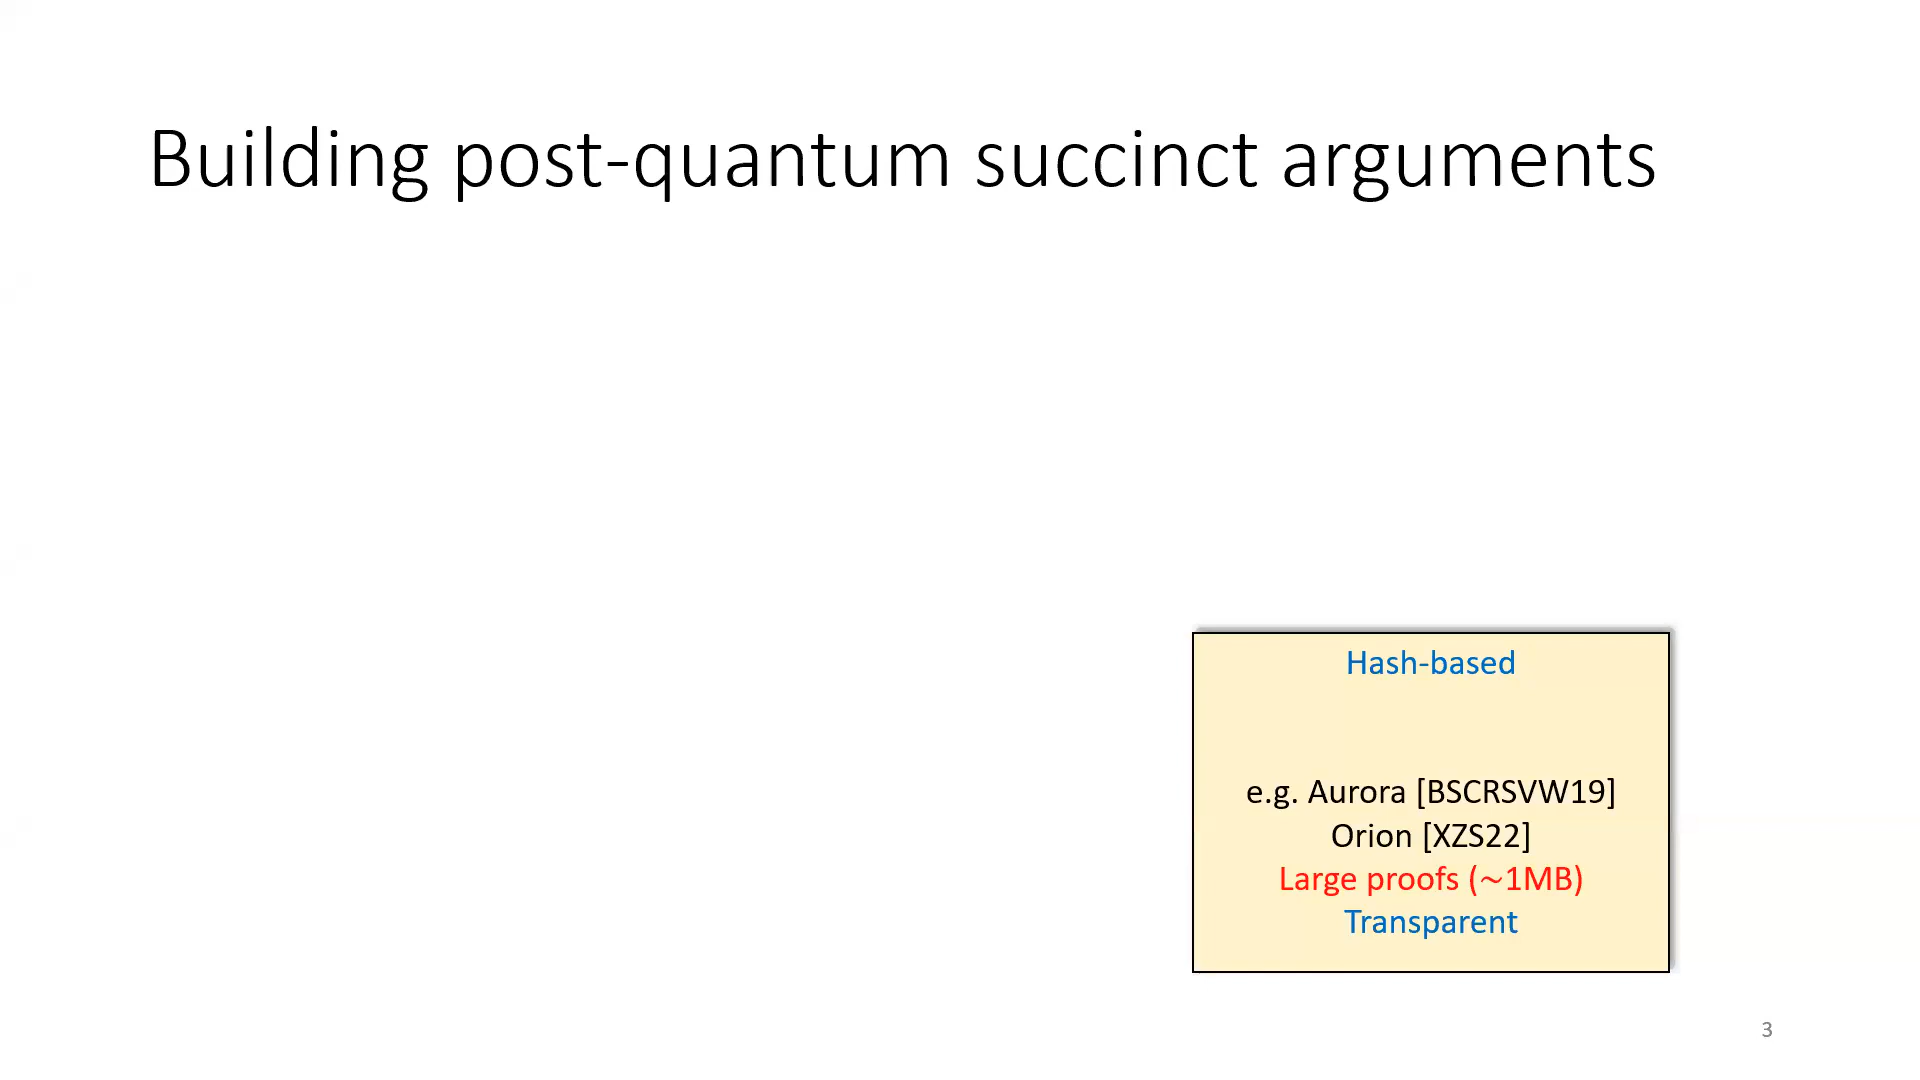 Building post-quantum succinct arguments
Hash-based
e.g. Aurora [BSCRSVW19]
Orion [XZS22]
Large proofs (~1MB)
Transparent
3